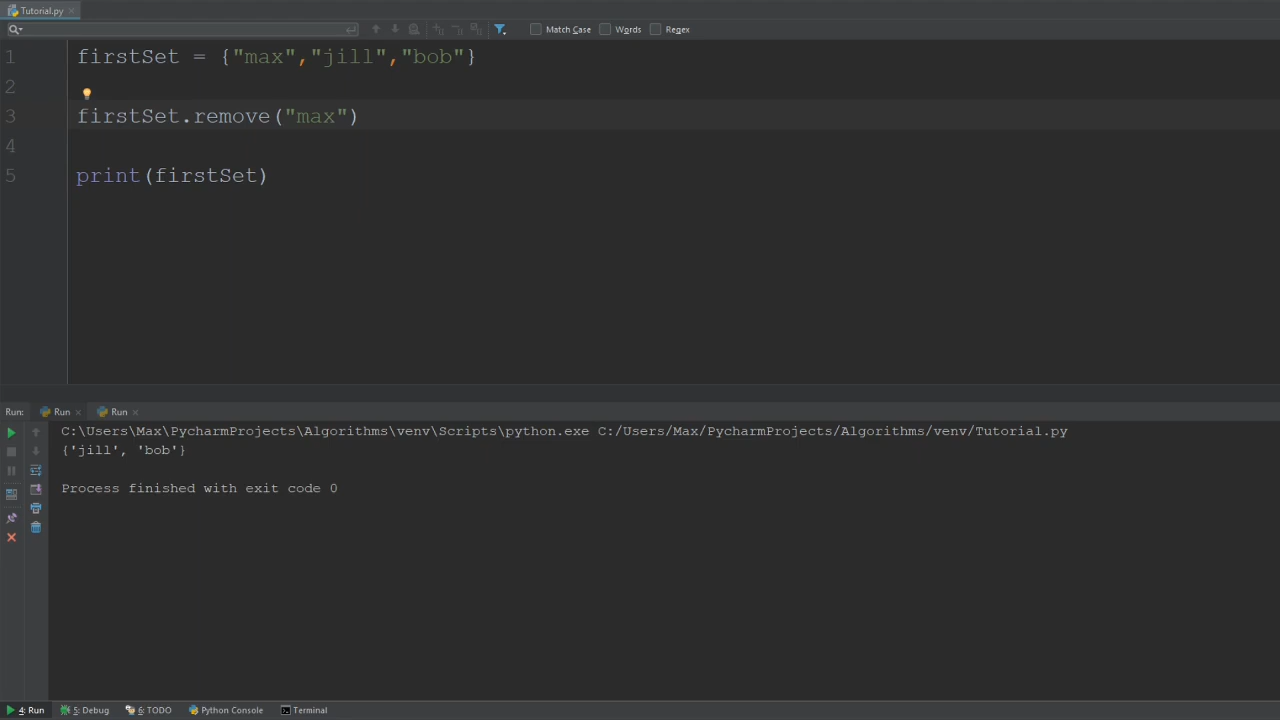 Tutorial.py
Match Case Words Regex
1 firstSet = {"max","jill","bob"}
2
3 firstSet.remove("max")
4
5 print(firstSet)
Run: Run Run
C:\Users\Max\PycharmProjects\Algorithms\venv\Scripts\python.exe C:/Users/Max/PycharmProjects/Algorithms/venv/Tutorial.py
{'jill', 'bob'}
Process finished with exit code 0
4: Run 5: Debug 6: TODO Python Console Terminal